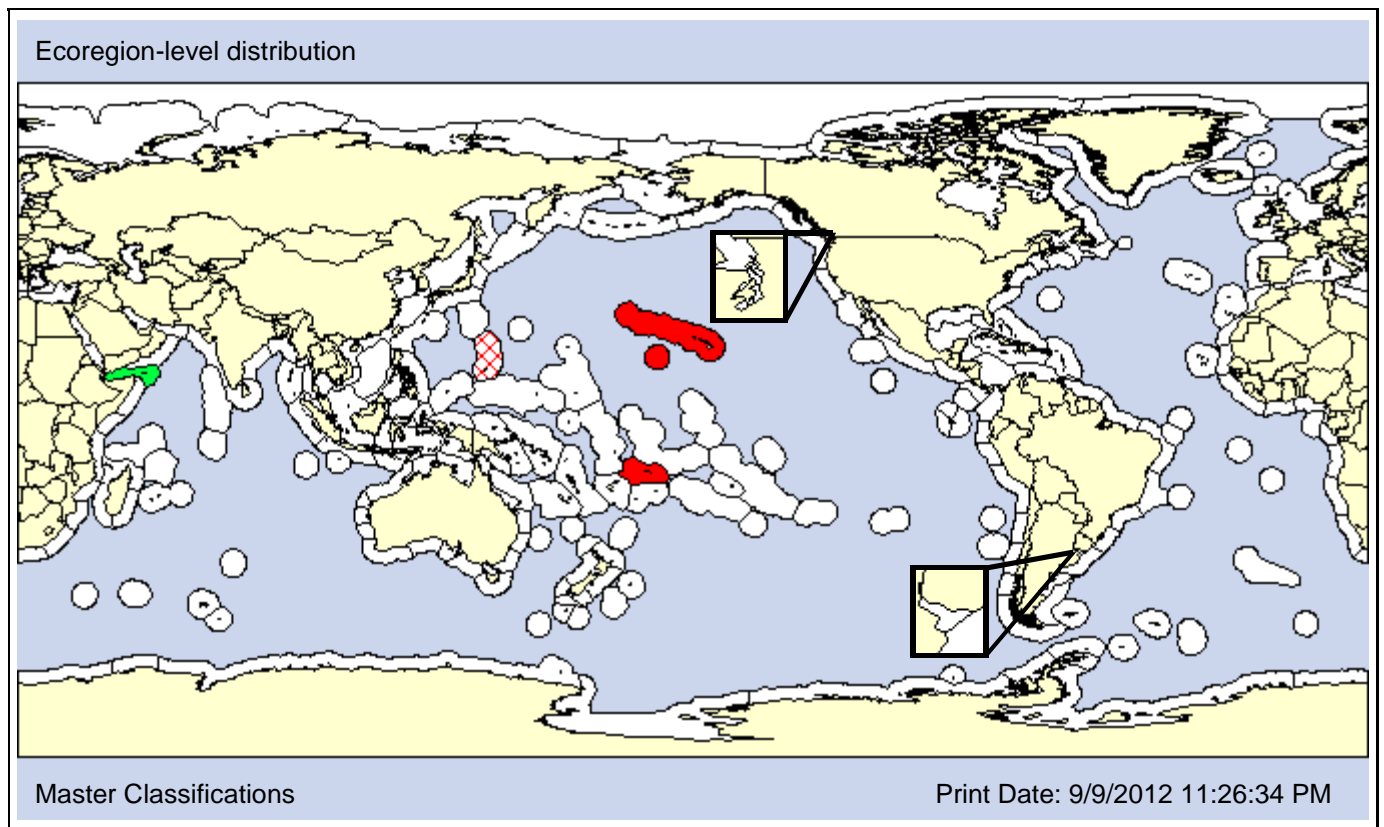 Ecoregion-level distribution
Master Classifications
Print Date: 9/9/2012 11:26:34 PM